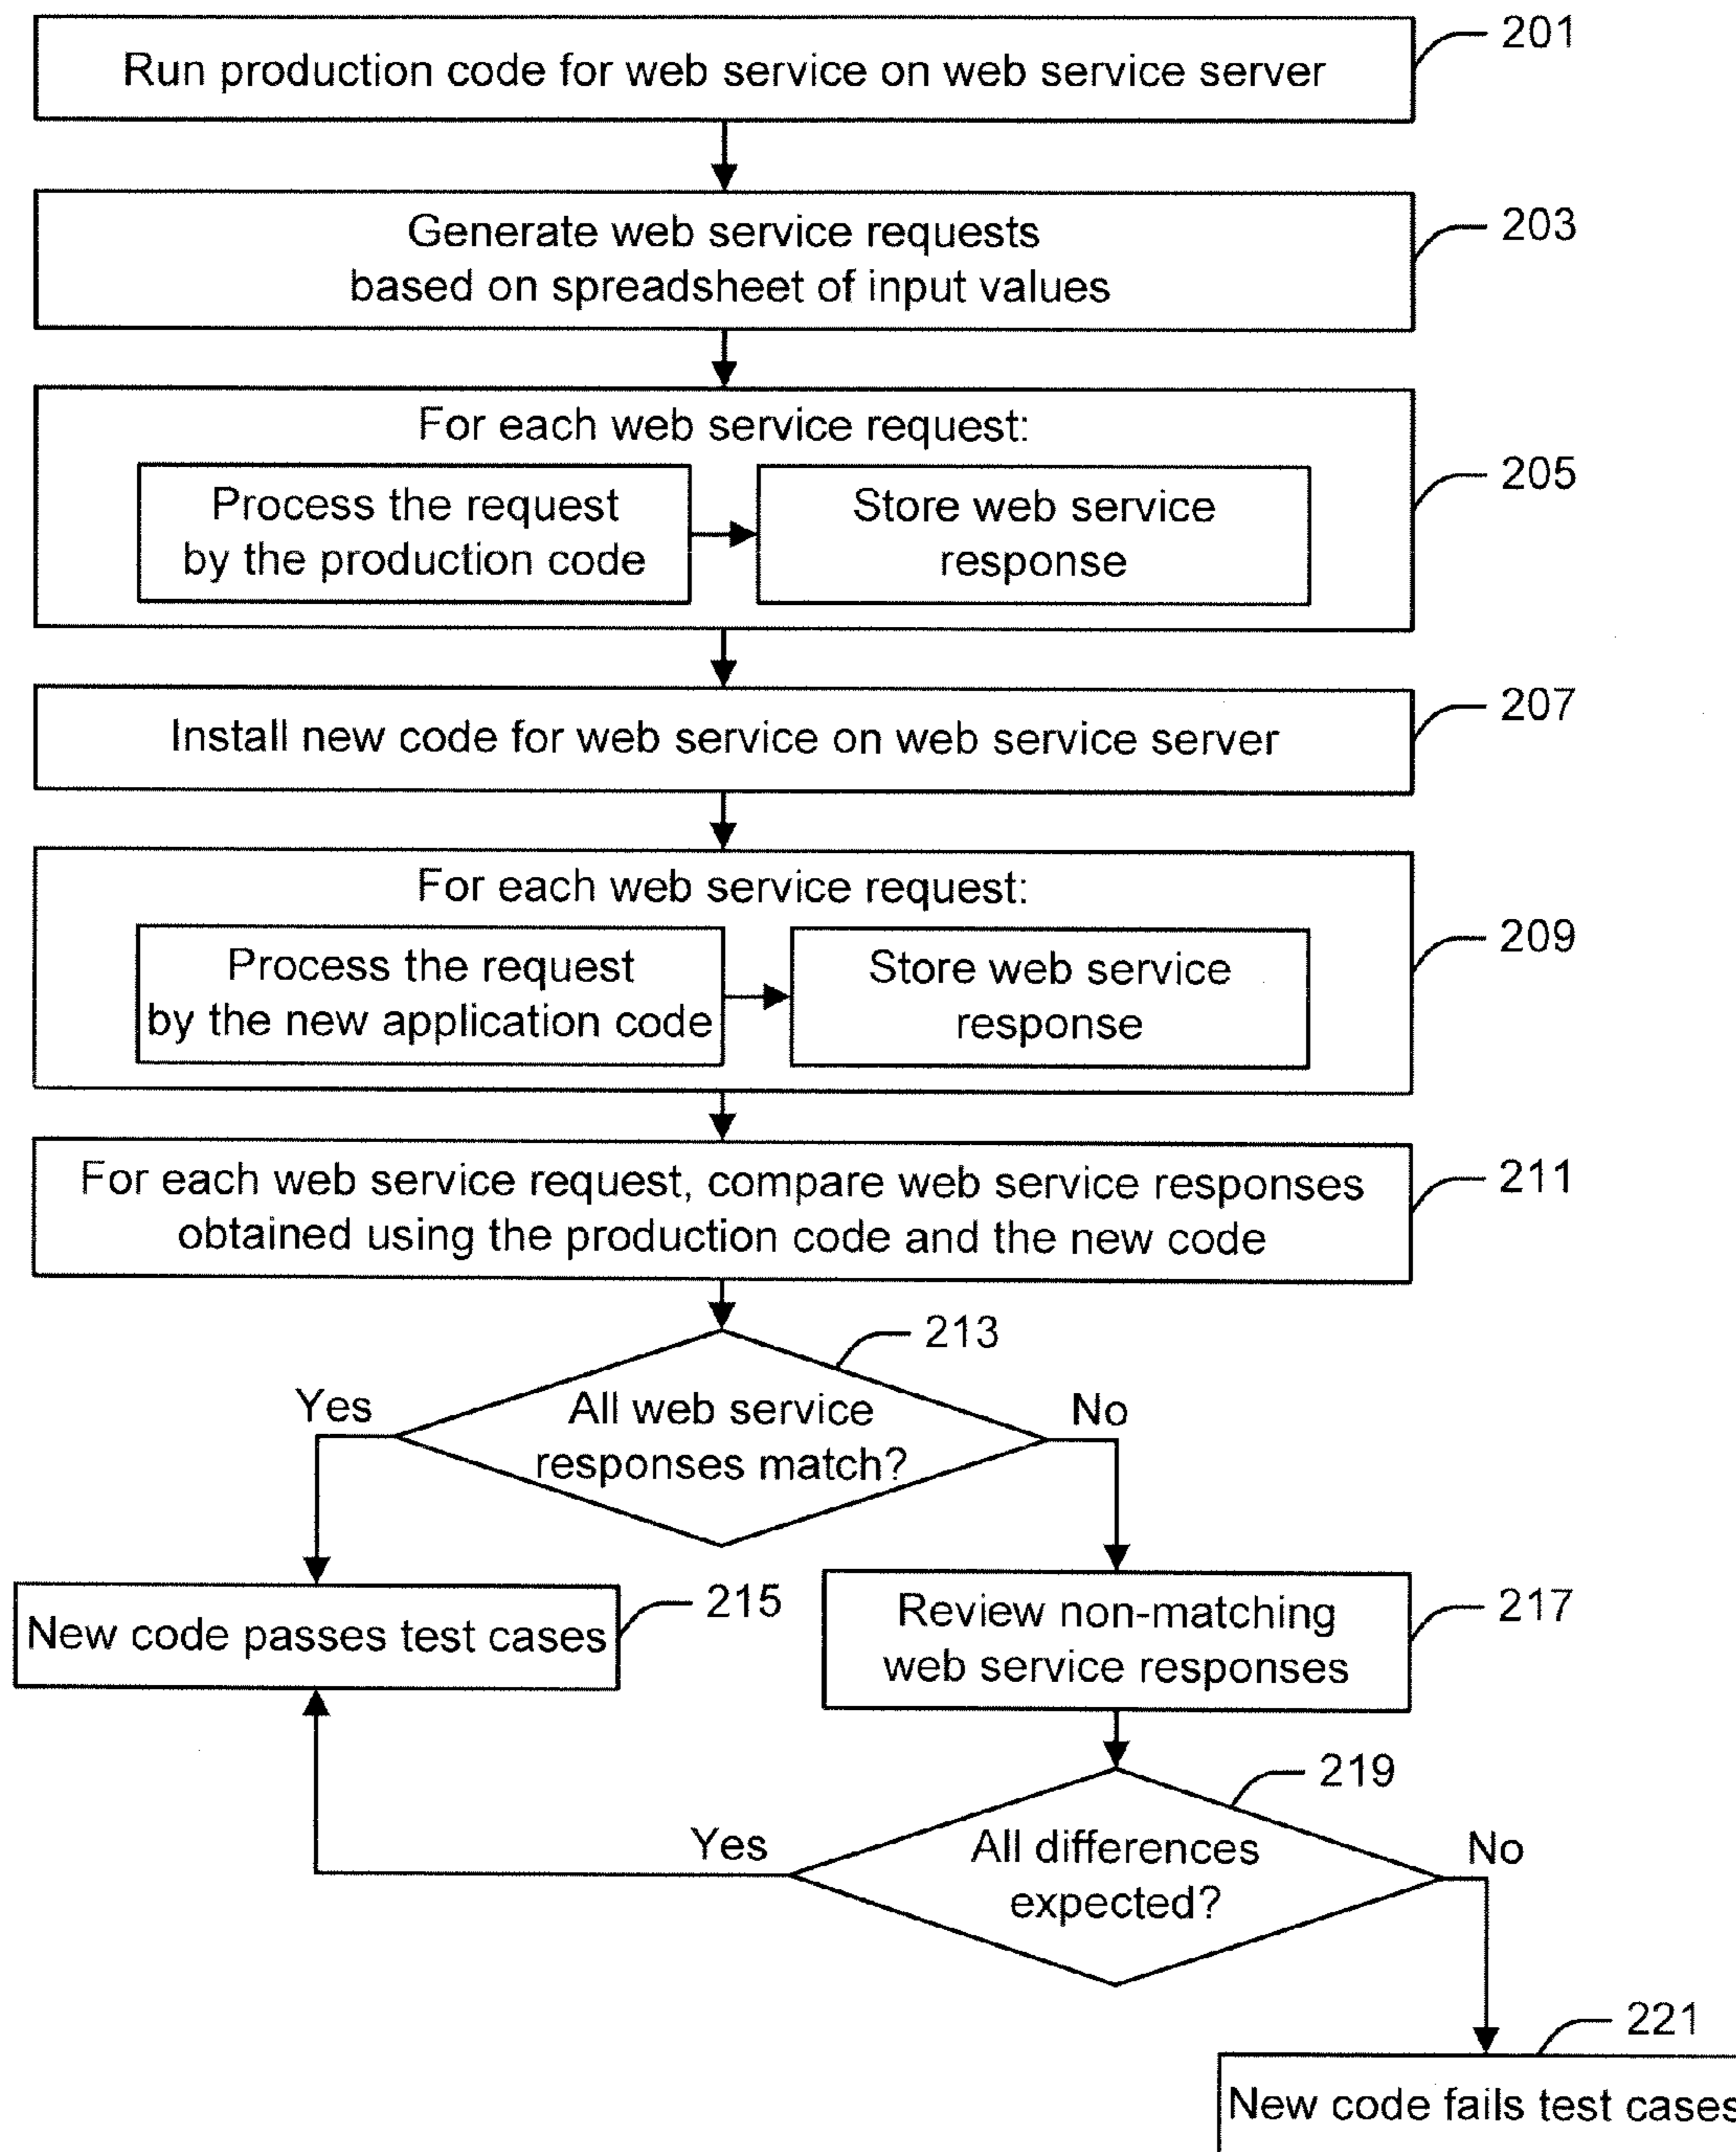 201
Run production code for web service on web service server
203
Generate web service requests
based on spreadsheet of input values
205
For each web service request:
Process the request
by the production code
Store web service
response
207
Install new code for web service on web service server
209
For each web service request:
Process the request
by the new application code
Store web service
response
211
For each web service request, compare web service responses
obtained using the production code and the new code
213
All web service
responses match?
Yes
No
215
New code passes test cases
217
Review non-matching
web service responses
219
All differences
expected?
Yes
No
221
New code fails test cases